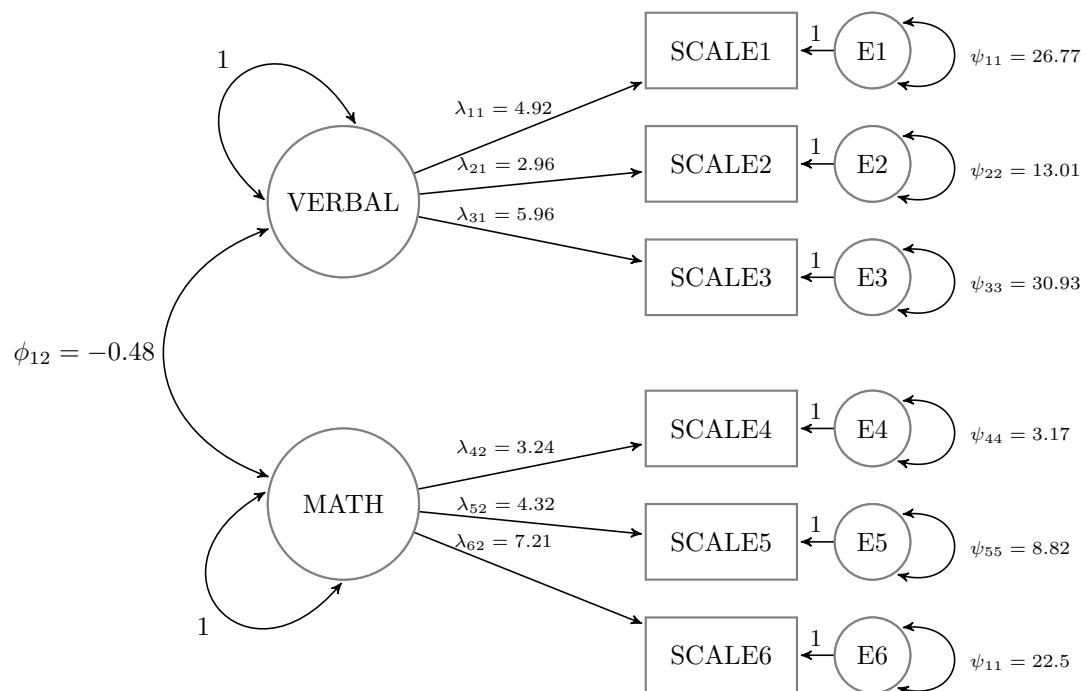 1
VERBAL
ϕ₁₂ = −0.48
MATH
1
λ₁₁ = 4.92
λ₂₁ = 2.96
λ₃₁ = 5.96
λ₄₂ = 3.24
λ₅₂ = 4.32
λ₆₂ = 7.21
SCALE1
1
E1
ψ₁₁ = 26.77
SCALE2
1
E2
ψ₂₂ = 13.01
SCALE3
1
E3
ψ₃₃ = 30.93
SCALE4
1
E4
ψ₄₄ = 3.17
SCALE5
1
E5
ψ₅₅ = 8.82
SCALE6
1
E6
ψ₁₁ = 22.5